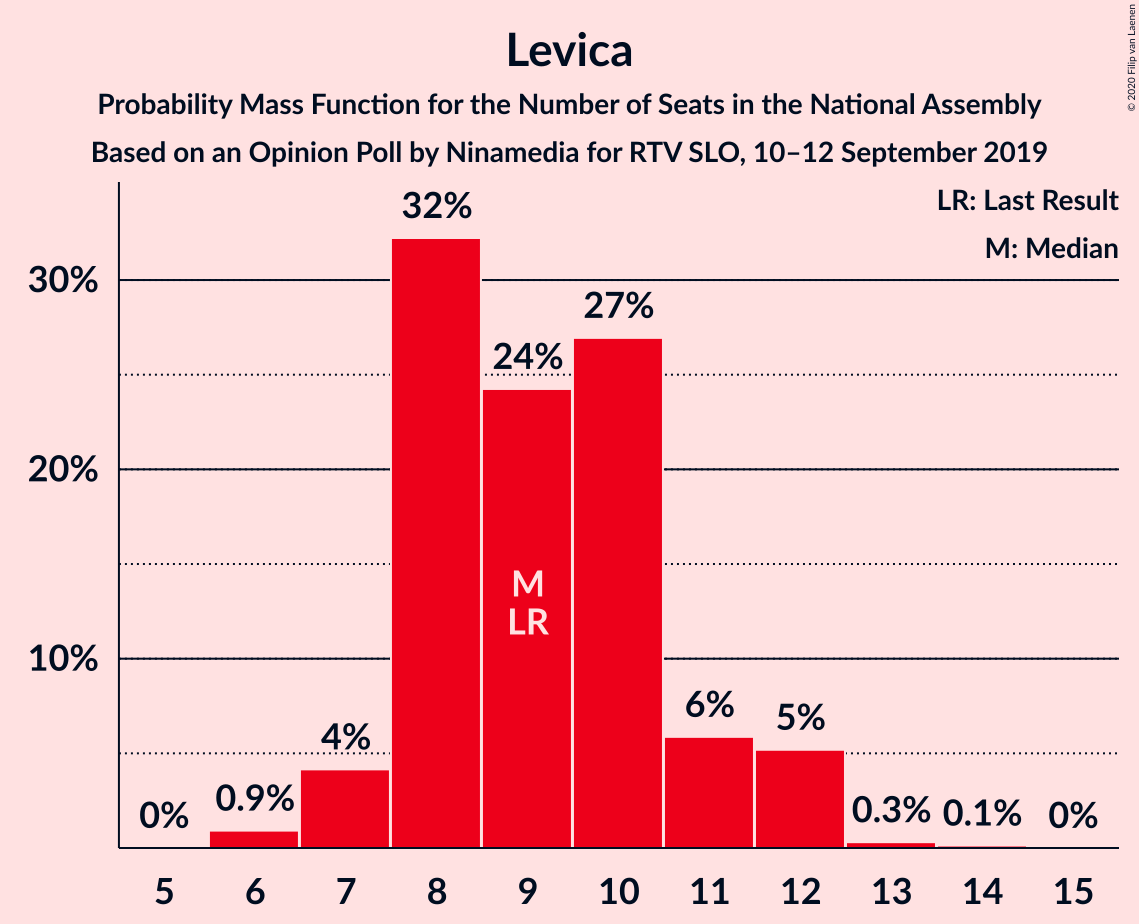 © 2020 Filip van Laenen
Levica
Probability Mass Function for the Number of Seats in the National Assembly
Based on an Opinion Poll by Ninamedia for RTV SLO, 10–12 September 2019
LR: Last Result
M: Median
30%
20%
10%
0%
0.9%
4%
32%
24%
27%
6%
5%
0.3%
0.1%
0%
M
LR
5 6 7 8 9 10 11 12 13 14 15